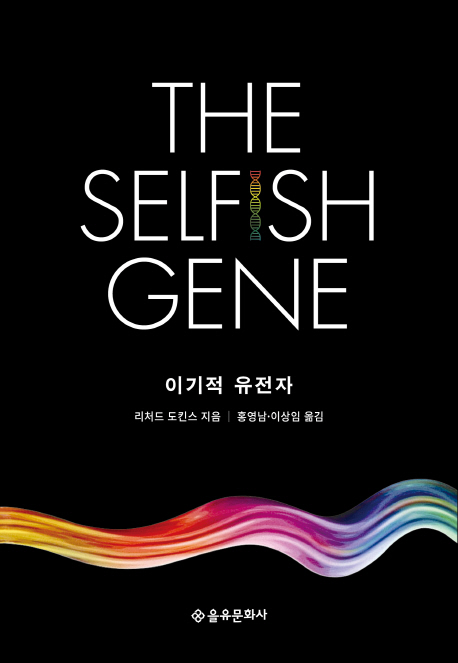 THE
SELFISH
GENE
이기적 유전자
리처드 도킨스 지음 | 홍영남·이상임 옮김
을유문화사